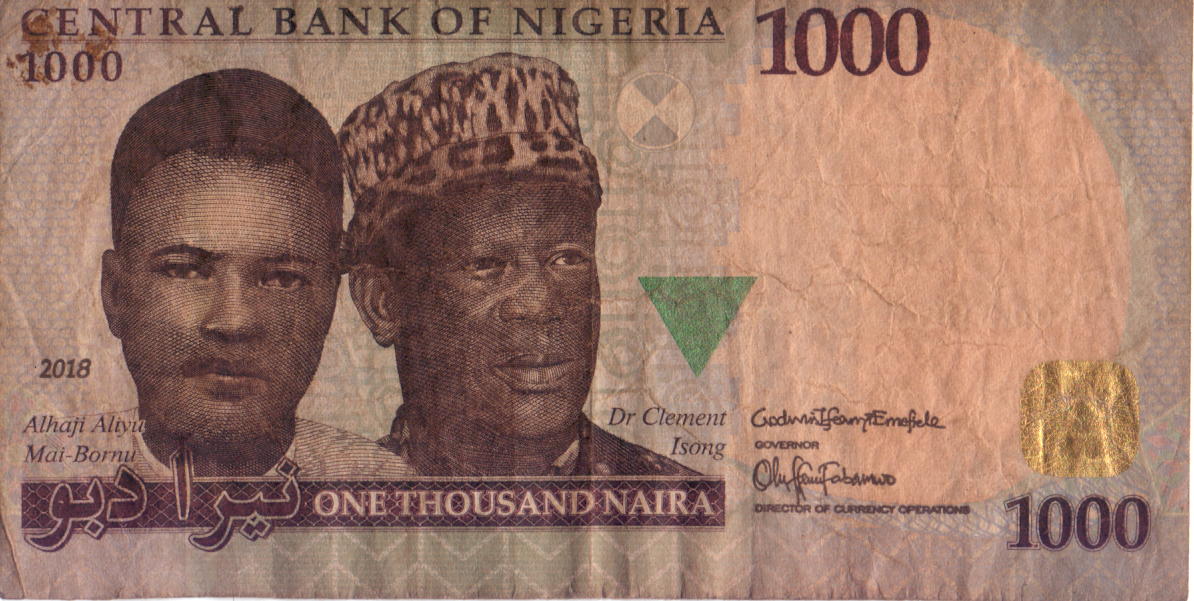 CENTRAL BANK OF NIGERIA
1000
1000
2018
Alhaji Aliyu
Mai-Bornu
Dr Clement
Isong
GOVERNOR
DIRECTOR OF CURRENCY OPERATIONS
نيرا دبو
ONE THOUSAND NAIRA
1000